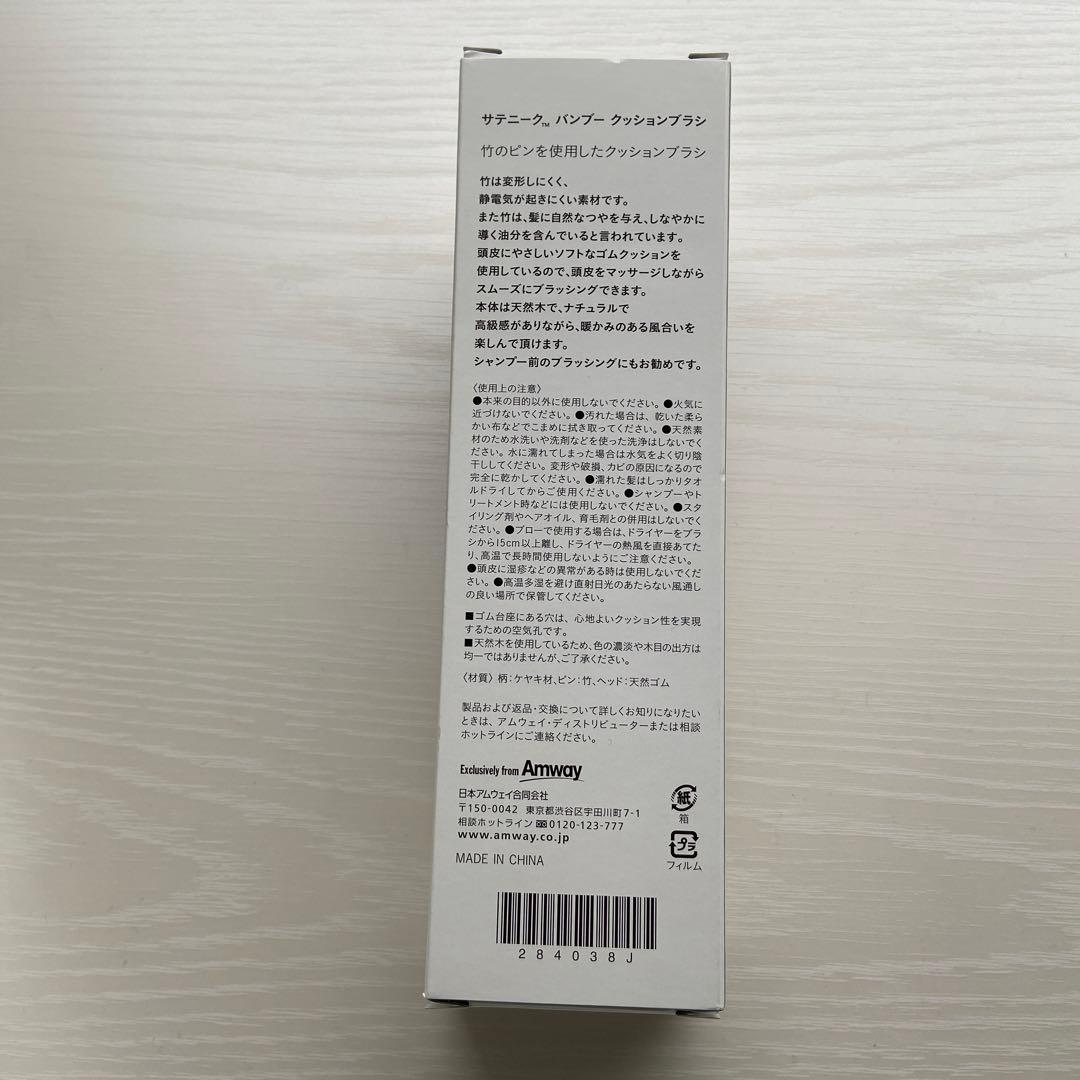 サテニーク™ バンブー クッションブラシ
竹のピンを使用したクッションブラシ
竹は変形しにくく、
静電気が起きにくい素材です。
また竹は、髪に自然なつやを与え、しなやかに
導く油分を含んでいると言われています。
頭皮にやさしいソフトなゴムクッションを
使用しているので、頭皮をマッサージしながら
スムーズにブラッシングできます。
本体は天然木で、ナチュラルで
高級感がありながら、暖かみのある風合いを
楽しんで頂けます。
シャンプー前のブラッシングにもお勧めです。
〈使用上の注意〉
●本来の目的以外に使用しないでください。●火気に
近づけないでください。●汚れた場合は、乾いた柔ら
かい布などでこまめに拭き取ってください。●天然素
材のため水洗いや洗剤などを使った洗浄はしないでく
ださい。水に濡れてしまった場合は水気をよく切り陰
干ししてください。変形や破損、カビの原因になるので
完全に乾かしてください。●濡れた髪はしっかりタオ
ルドライしてからご使用ください。●シャンプーやト
リートメント時などには使用しないでください。●スタ
イリング剤やヘアオイル、育毛剤との併用はしないでく
ださい。●ブローで使用する場合は、ドライヤーをブラ
シから15cm以上離し、ドライヤーの熱風を直接あてた
り、高温で長時間使用しないようにご注意ください。
●頭皮に湿疹などの異常がある時は使用しないでくだ
さい。●高温多湿を避け直射日光のあたらない風通し
の良い場所で保管してください。
■ゴム台座にある穴は、心地よいクッション性を実現
するための空気孔です。
■天然木を使用しているため、色の濃淡や木目の出方は
均一ではありませんが、ご了承ください。
〈材質〉柄:ケヤキ材、ピン:竹、ヘッド:天然ゴム
製品および返品・交換について詳しくお知りになりたい
ときは、アムウェイ・ディストリビューターまたは相談
ホットラインにご連絡ください。
Exclusively from Amway
日本アムウェイ合同会社
〒150-0042 東京都渋谷区宇田川町7-1
相談ホットライン 0120-123-777
www.amway.co.jp
紙
箱
プラ
フィルム
MADE IN CHINA
284038J